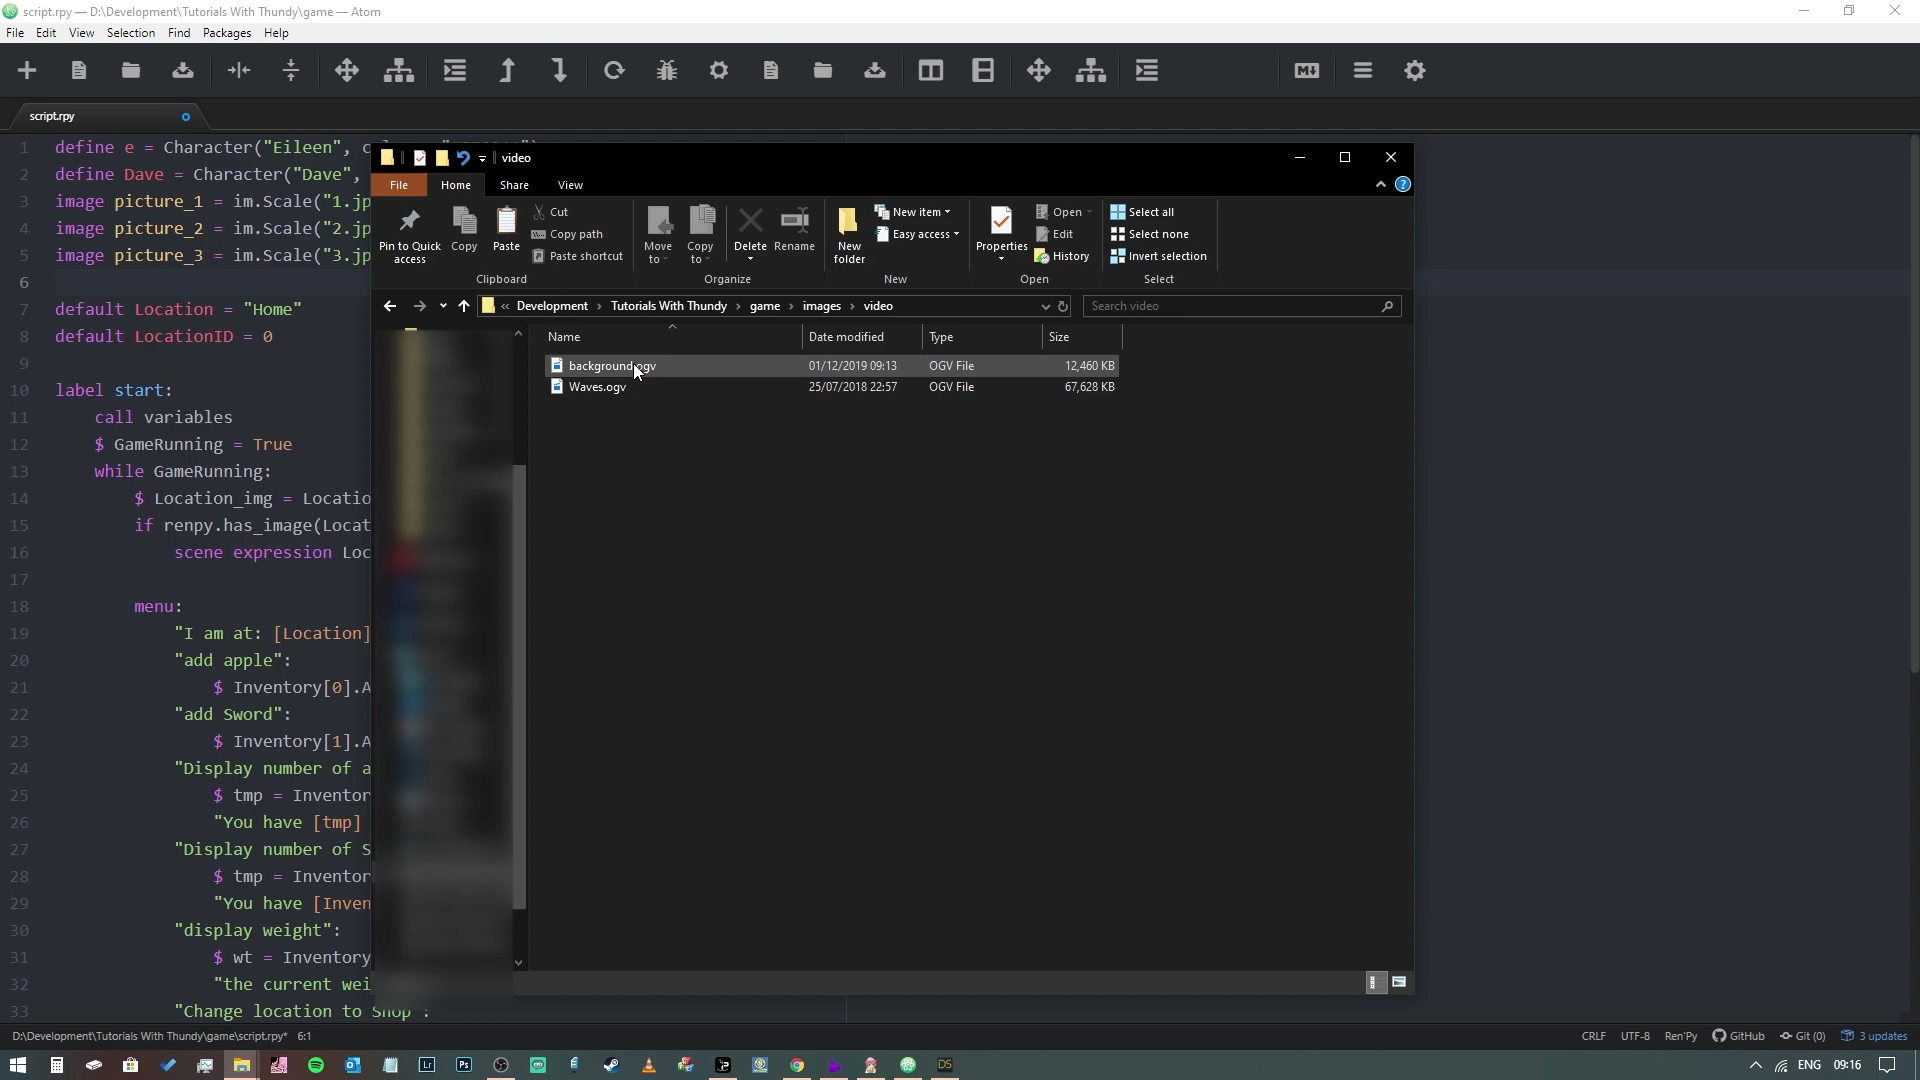 script.rpy — D:\Development\Tutorials With Thundy\game — Atom
File Edit View Selection Find Packages Help
script.rpy
1 define e = Character("Eileen", c
2 define Dave = Character("Dave",
3 image picture_1 = im.Scale("1.jp
4 image picture_2 = im.Scale("2.jp
5 image picture_3 = im.Scale("3.jp
6
7 default Location = "Home"
8 default LocationID = 0
9
10 label start:
11 call variables
12 $ GameRunning = True
13 while GameRunning:
14 $ Location_img = Locatio
15 if renpy.has_image(Locat
16 scene expression Loc
17
18 menu:
19 "I am at: [Location]
20 "add apple":
21 $ Inventory[0].A
22 "add Sword":
23 $ Inventory[1].A
24 "Display number of a
25 $ tmp = Inventor
26 "You have [tmp]
27 "Display number of S
28 $ tmp = Inventor
29 "You have [Inven
30 "display weight":
31 $ wt = Inventory
32 "the current wei
33 "Change location to Shop":
video
File Home Share View
Pin to Quick access
Copy
Paste
Cut
Copy path
Paste shortcut
Clipboard
Move to
Copy to
Delete
Rename
Organize
New folder
New item
Easy access
New
Properties
Open
Edit
History
Open
Select all
Select none
Invert selection
Select
« Development › Tutorials With Thundy › game › images › video
Search video
Name Date modified Type Size
background.ogv 01/12/2019 09:13 OGV File 12,460 KB
Waves.ogv 25/07/2018 22:57 OGV File 67,628 KB
D:\Development\Tutorials With Thundy\game\script.rpy* 6:1
CRLF UTF-8 Ren'Py GitHub Git (0) 3 updates
Lr Ps DS
ENG 09:16